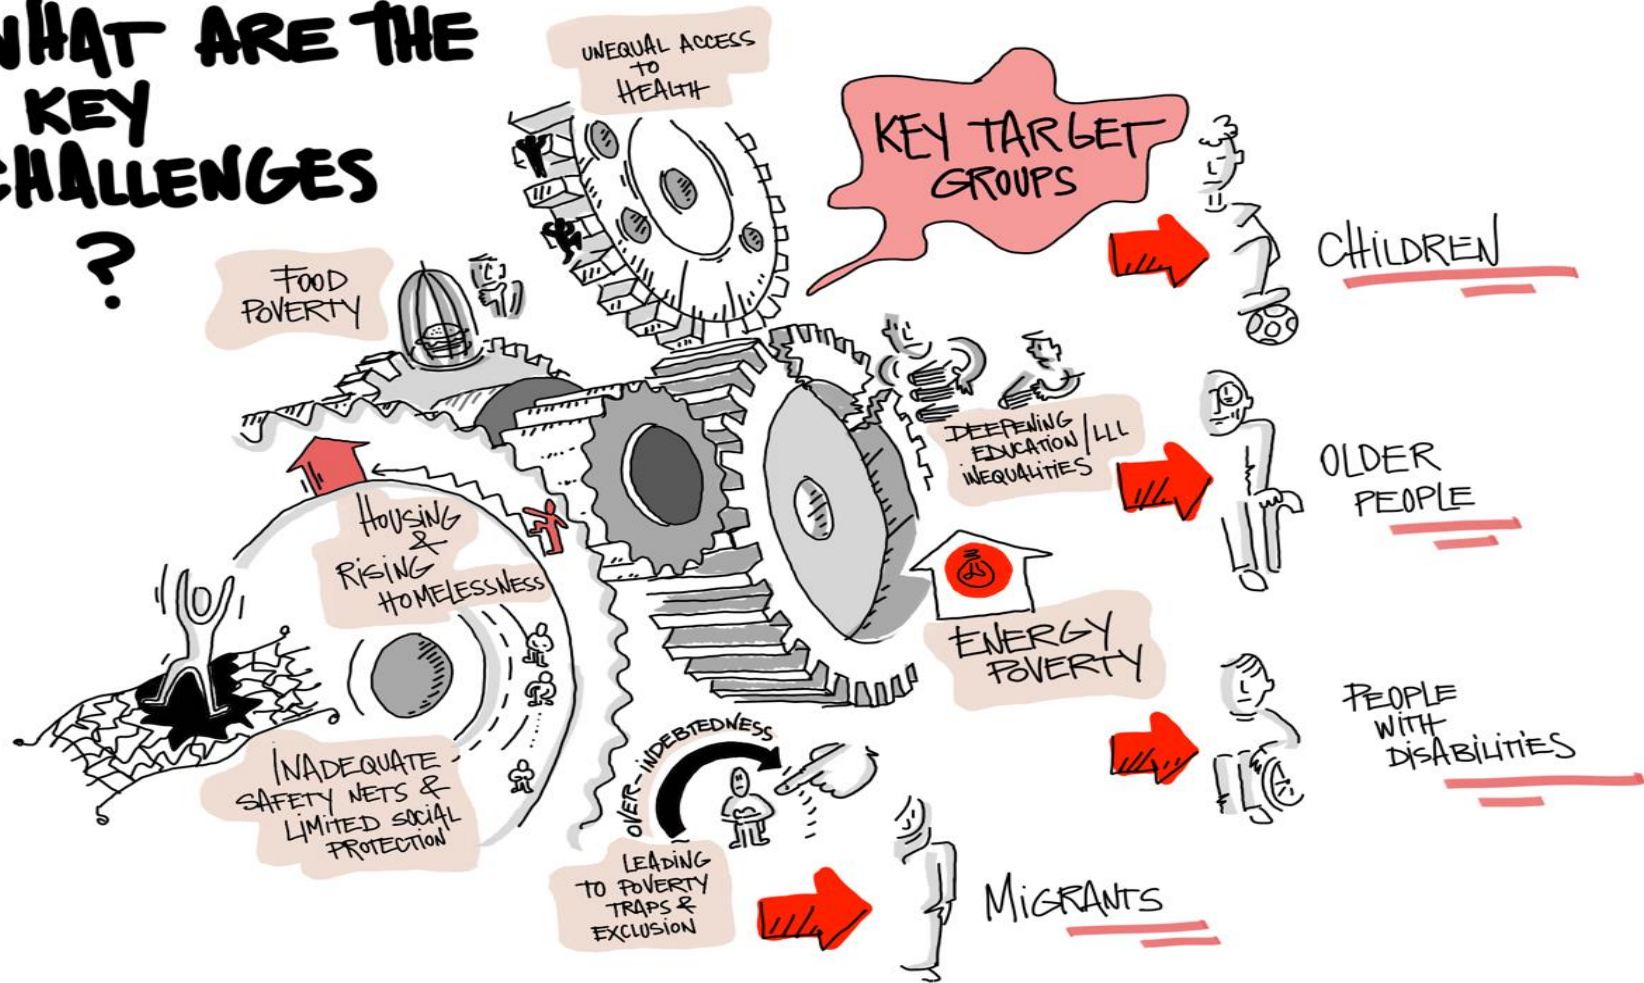 WHAT ARE THE
KEY
CHALLENGES
?
UNEQUAL ACCESS
TO
HEALTH
FOOD
POVERTY
HOUSING
&
RISING
HOMELESSNESS
INADEQUATE
SAFETY NETS &
LIMITED SOCIAL
PROTECTION
DEEPENING
EDUCATION/LLL
INEQUALITIES
ENERGY
POVERTY
OVER-INDEBTEDNESS
LEADING
TO POVERTY
TRAPS &
EXCLUSION
KEY TARGET
GROUPS
CHILDREN
OLDER
PEOPLE
PEOPLE
WITH
DISABILITIES
MIGRANTS